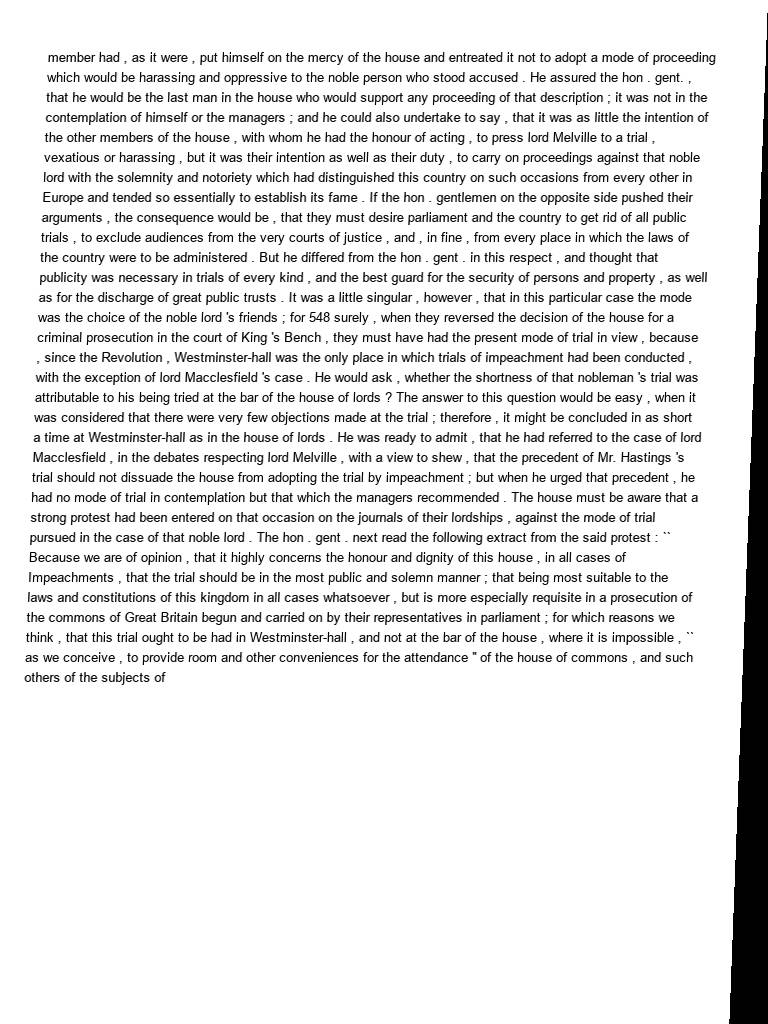 member had , as it were , put himself on the mercy of the house and entreated it not to adopt a mode of proceeding
which would be harassing and oppressive to the noble person who stood accused . He assured the hon . gent. ,
that he would be the last man in the house who would support any proceeding of that description ; it was not in the
contemplation of himself or the managers ; and he could also undertake to say , that it was as little the intention of
the other members of the house , with whom he had the honour of acting , to press lord Melville to a trial ,
vexatious or harassing , but it was their intention as well as their duty , to carry on proceedings against that noble
lord with the solemnity and notoriety which had distinguished this country on such occasions from every other in
Europe and tended so essentially to establish its fame . If the hon . gentlemen on the opposite side pushed their
arguments , the consequence would be , that they must desire parliament and the country to get rid of all public
trials , to exclude audiences from the very courts of justice , and , in fine , from every place in which the laws of
the country were to be administered . But he differed from the hon . gent . in this respect , and thought that
publicity was necessary in trials of every kind , and the best guard for the security of persons and property , as well
as for the discharge of great public trusts . It was a little singular , however , that in this particular case the mode
was the choice of the noble lord 's friends ; for 548 surely , when they reversed the decision of the house for a
criminal prosecution in the court of King 's Bench , they must have had the present mode of trial in view , because
, since the Revolution , Westminster-hall was the only place in which trials of impeachment had been conducted ,
with the exception of lord Macclesfield 's case . He would ask , whether the shortness of that nobleman 's trial was
attributable to his being tried at the bar of the house of lords ? The answer to this question would be easy , when it
was considered that there were very few objections made at the trial ; therefore , it might be concluded in as short
a time at Westminster-hall as in the house of lords . He was ready to admit , that he had referred to the case of lord
Macclesfield , in the debates respecting lord Melville , with a view to shew , that the precedent of Mr. Hastings 's
trial should not dissuade the house from adopting the trial by impeachment ; but when he urged that precedent , he
had no mode of trial in contemplation but that which the managers recommended . The house must be aware that a
strong protest had been entered on that occasion on the journals of their lordships , against the mode of trial
pursued in the case of that noble lord . The hon . gent . next read the following extract from the said protest : ``
Because we are of opinion , that it highly concerns the honour and dignity of this house , in all cases of
Impeachments , that the trial should be in the most public and solemn manner ; that being most suitable to the
laws and constitutions of this kingdom in all cases whatsoever , but is more especially requisite in a prosecution of
the commons of Great Britain begun and carried on by their representatives in parliament ; for which reasons we
think , that this trial ought to be had in Westminster-hall , and not at the bar of the house , where it is impossible , ``
as we conceive , to provide room and other conveniences for the attendance " of the house of commons , and such
others of the subjects of